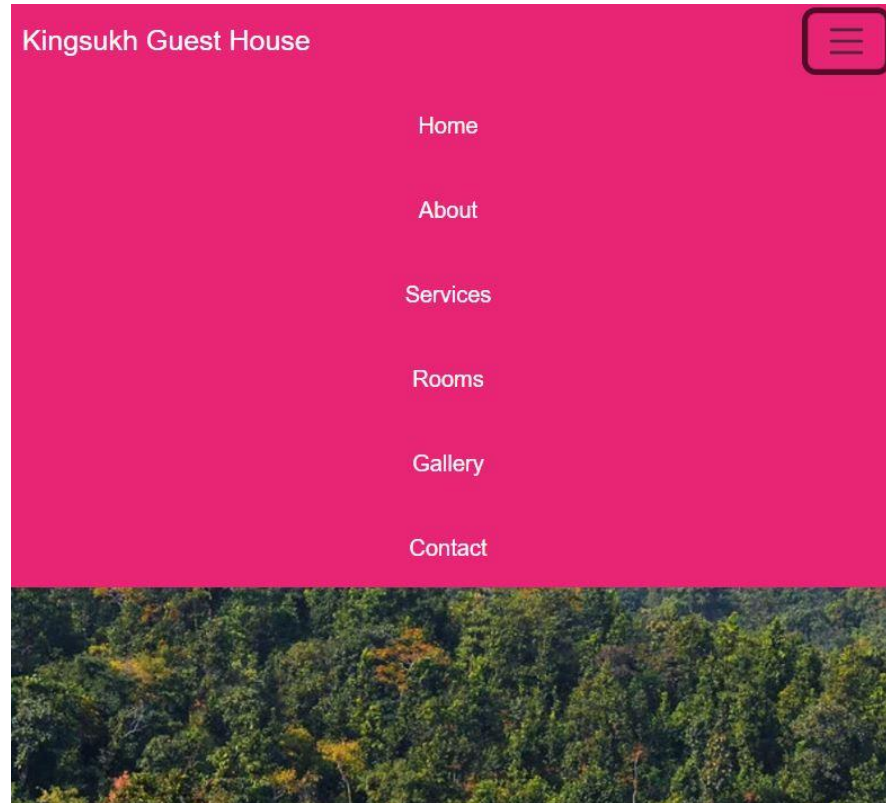 Kingsukh Guest House
Home
About
Services
Rooms
Gallery
Contact